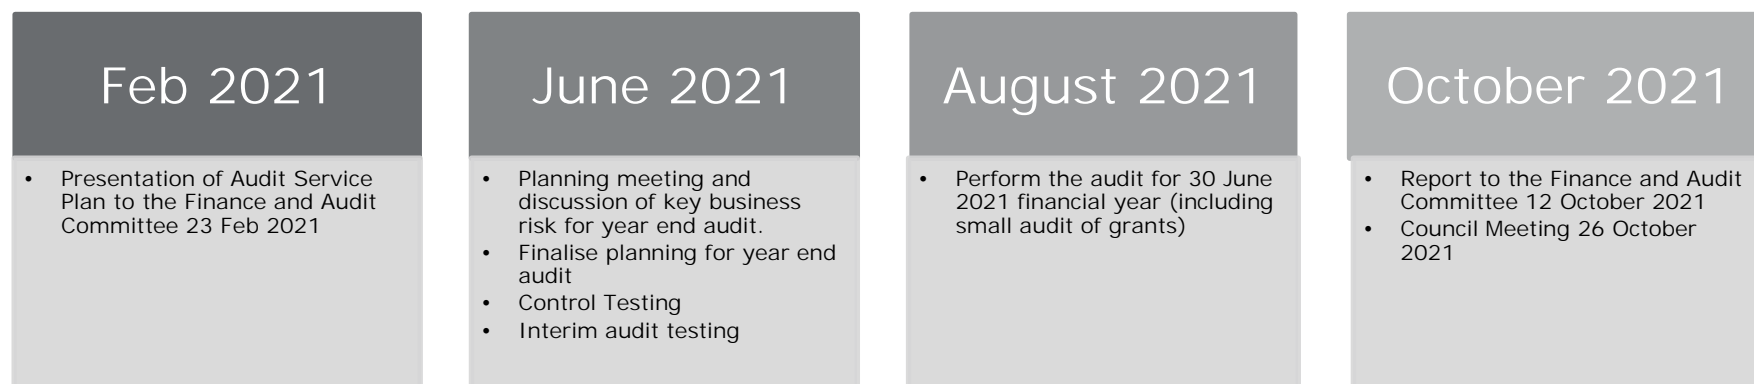 Feb 2021
• Presentation of Audit Service
Plan to the Finance and Audit
Committee 23 Feb 2021
June 2021
• Planning meeting and
discussion of key business
risk for year end audit.
• Finalise planning for year end
audit
• Control Testing
• Interim audit testing
August 2021
• Perform the audit for 30 June
2021 financial year (including
small audit of grants)
October 2021
• Report to the Finance and Audit
Committee 12 October 2021
• Council Meeting 26 October
2021